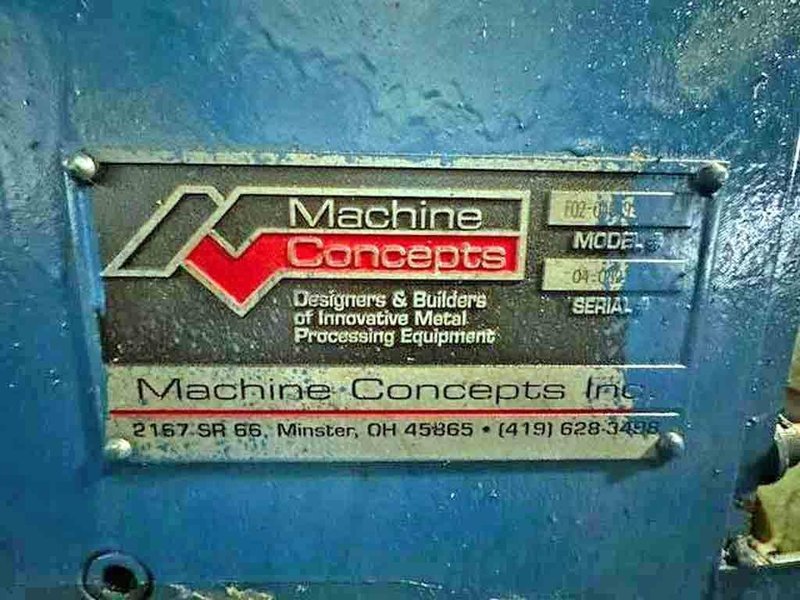 Machine
Concepts
MODEL
SERIAL
Designers & Builders
of Innovative Metal
Processing Equipment
Machine Concepts Inc.
2167 SR 66, Minster, OH 45865 • (419) 628-3498